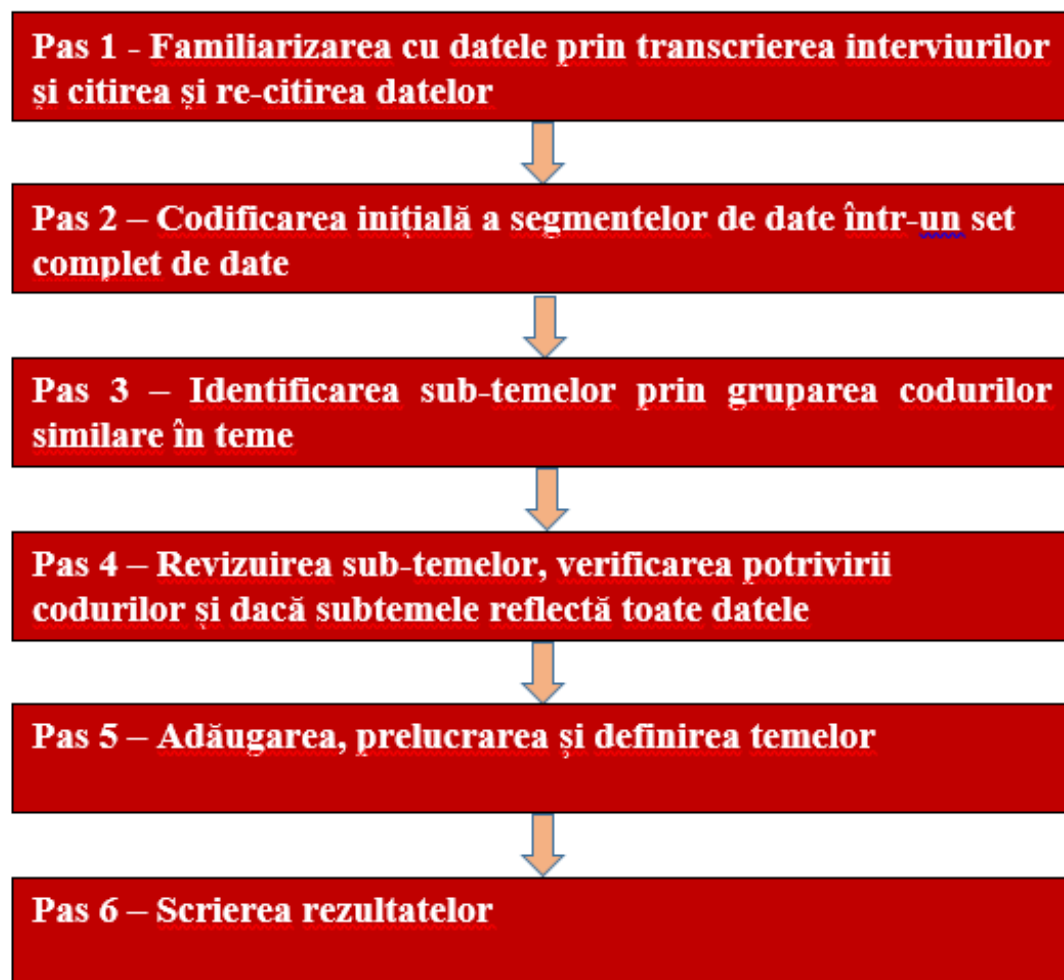 Pas 1 - Familiarizarea cu datele prin transcrierea interviurilor
și citirea și re-citirea datelor
Pas 2 – Codificarea inițială a segmentelor de date într-un set
complet de date
Pas 3 – Identificarea sub-temelor prin gruparea codurilor
similare în teme
Pas 4 – Revizuirea sub-temelor, verificarea potrivirii
codurilor și dacă subtemele reflectă toate datele
Pas 5 – Adăugarea, prelucrarea și definirea temelor
Pas 6 – Scrierea rezultatelor